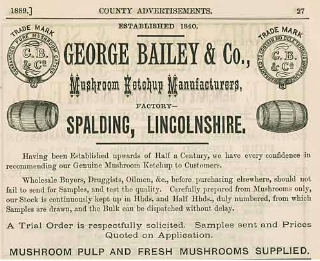 1889.] COUNTY ADVERTISEMENTS. 27
ESTABLISHED 1840.
TRADE MARK
G.B. & Co
TRADE MARK
G.B. & Co
GEORGE BAILEY & Co.,
Mushroom Ketchup Manufacturers,
FACTORY—
SPALDING, LINCOLNSHIRE.
Having been Established upwards of Half a Century, we have every confidence in
recommending our Genuine Mushroom Ketchup to Customers.
Wholesale Buyers, Druggists, Oilmen, &c., before purchasing elsewhere, should not
fail to send for Samples, and test the quality. Carefully prepared from Mushrooms only,
our Stock is continuously kept up in Hhds. and Half Hhds., duly numbered, from which
Samples are drawn, and the Bulk can be dispatched without delay.
A Trial Order is respectfully solicited. Samples sent and Prices
Quoted on Application.
MUSHROOM PULP AND FRESH MUSHROOMS SUPPLIED.